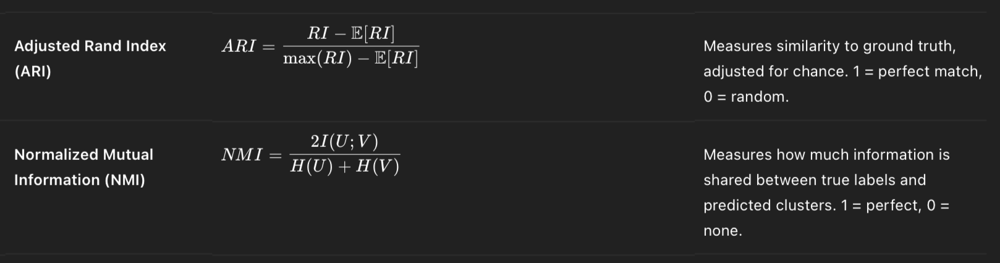 Adjusted Rand Index
(ARI)
ARI = \frac{RI - \mathbb{E}[RI]}{\max(RI) - \mathbb{E}[RI]}
Measures similarity to ground truth,
adjusted for chance. 1 = perfect match,
0 = random.
Normalized Mutual
Information (NMI)
NMI = \frac{2I(U; V)}{H(U) + H(V)}
Measures how much information is
shared between true labels and
predicted clusters. 1 = perfect, 0 =
none.